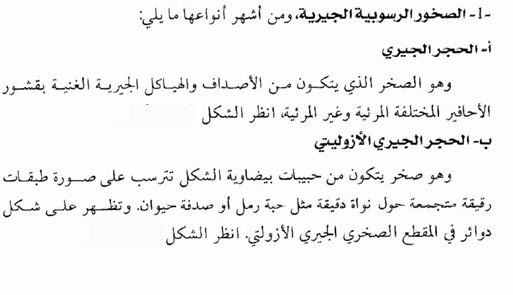 -1- الصخور الرسوبية الجيرية، ومن أشهر أنواعها ما يلي:
أ- الحجر الجيري
وهو الصخر الذي يتكون من الأصداف والهياكل الجيرية الغنية بقشور
الأحافير المختلفة المرئية وغير المرئية، انظر الشكل
ب- الحجر الجيري الأزوليتي
وهو صخر يتكون من حبيبات بيضاوية الشكل تترسب على صورة طبقات
رقيقة متجمعة حول نواة دقيقة مثل حبة رمل أو صدفة حيوان. وتظهر على شكل
دوائر في المقطع الصخري الجيري الأزولتي. انظر الشكل